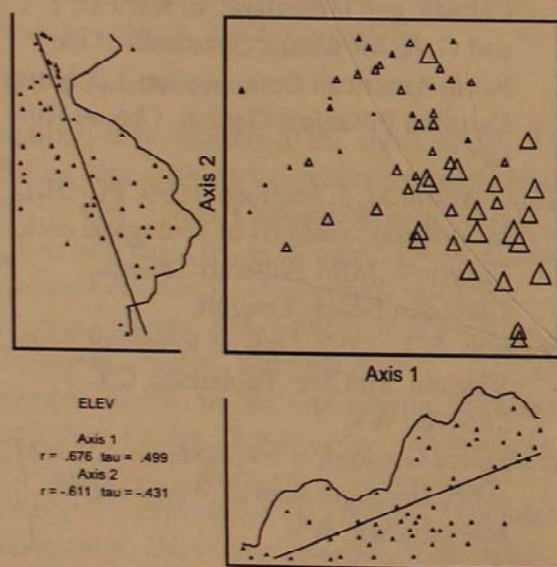 Axis 2
Axis 1
ELEV
Axis 1
r = .676 tau = .499
Axis 2
r = -.611 tau = -.431